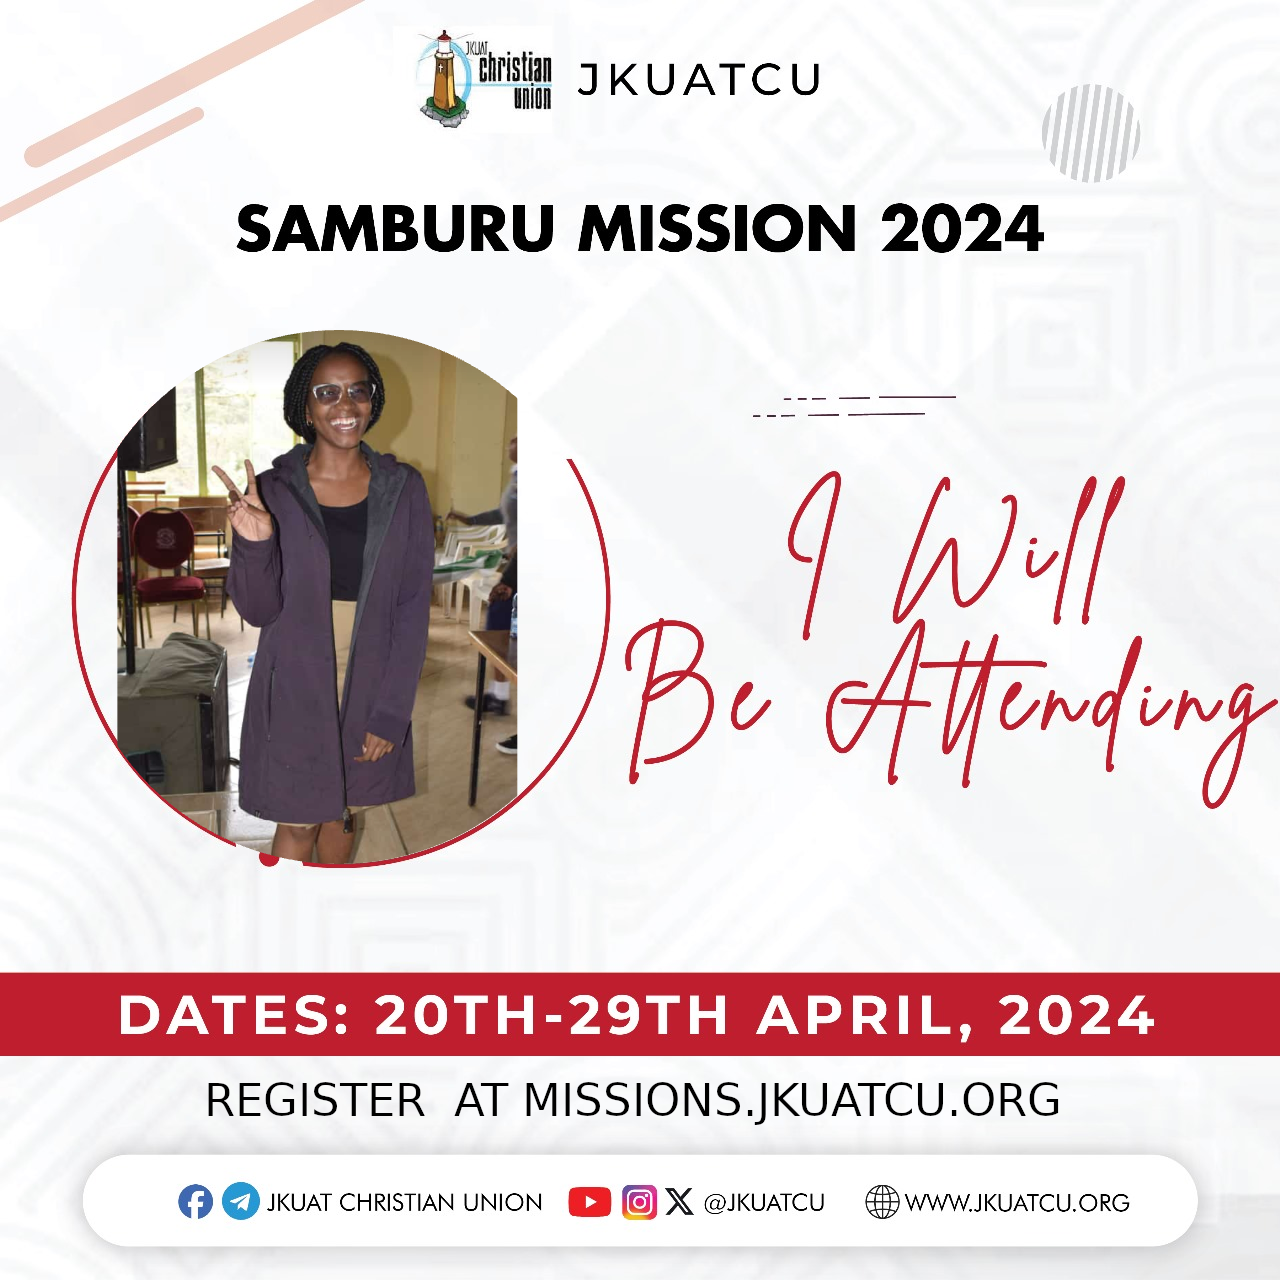 JKUAT
christian
union
JKUATCU
SAMBURU MISSION 2024
I Will
Be Attending
DATES: 20TH-29TH APRIL, 2024
REGISTER AT MISSIONS.JKUATCU.ORG
JKUAT CHRISTIAN UNION @JKUATCU WWW.JKUATCU.ORG